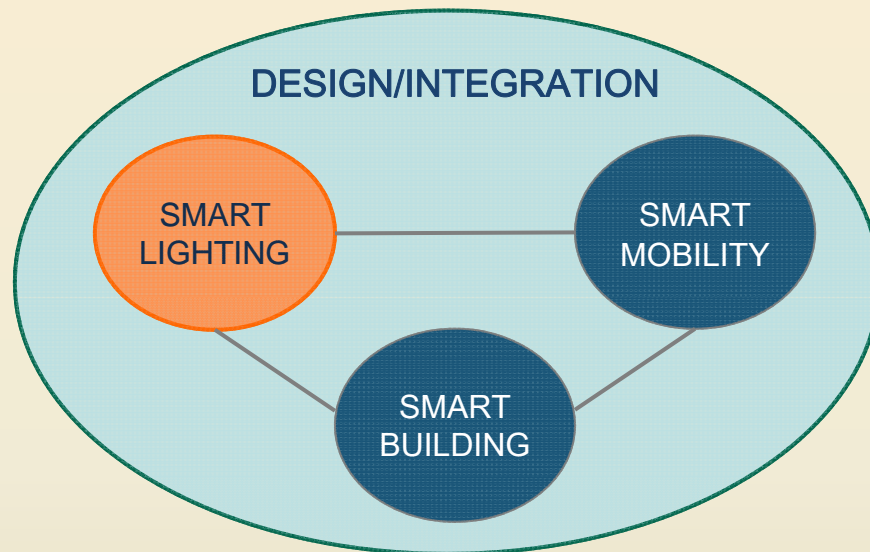 DESIGN/INTEGRATION
SMART
LIGHTING
SMART
MOBILITY
SMART
BUILDING